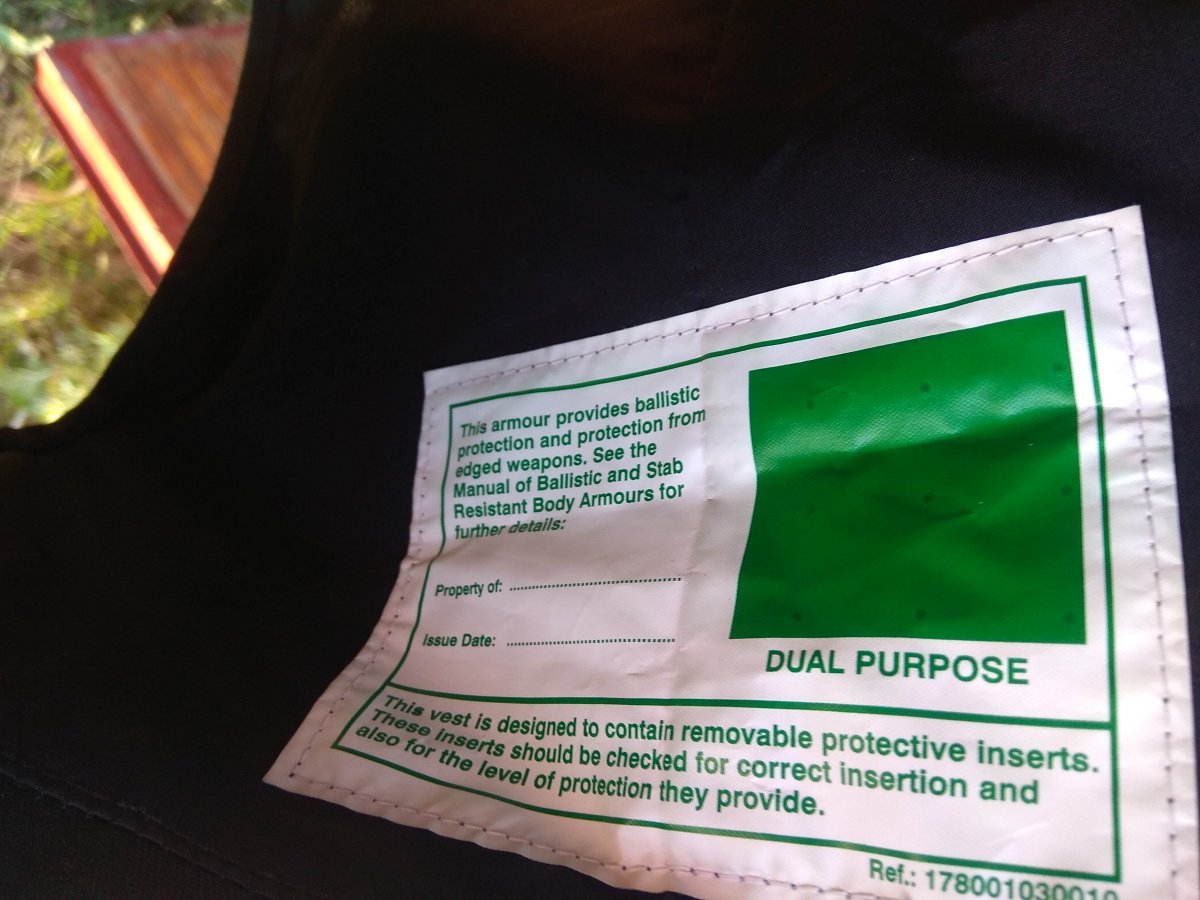 This armour provides ballistic
protection and protection from
edged weapons. See the
Manual of Ballistic and Stab
Resistant Body Armours for
further details:
Property of: ....................................
Issue Date: ....................................
DUAL PURPOSE
This vest is designed to contain removable protective inserts.
These inserts should be checked for correct insertion and
also for the level of protection they provide.
Ref.: 178001030010